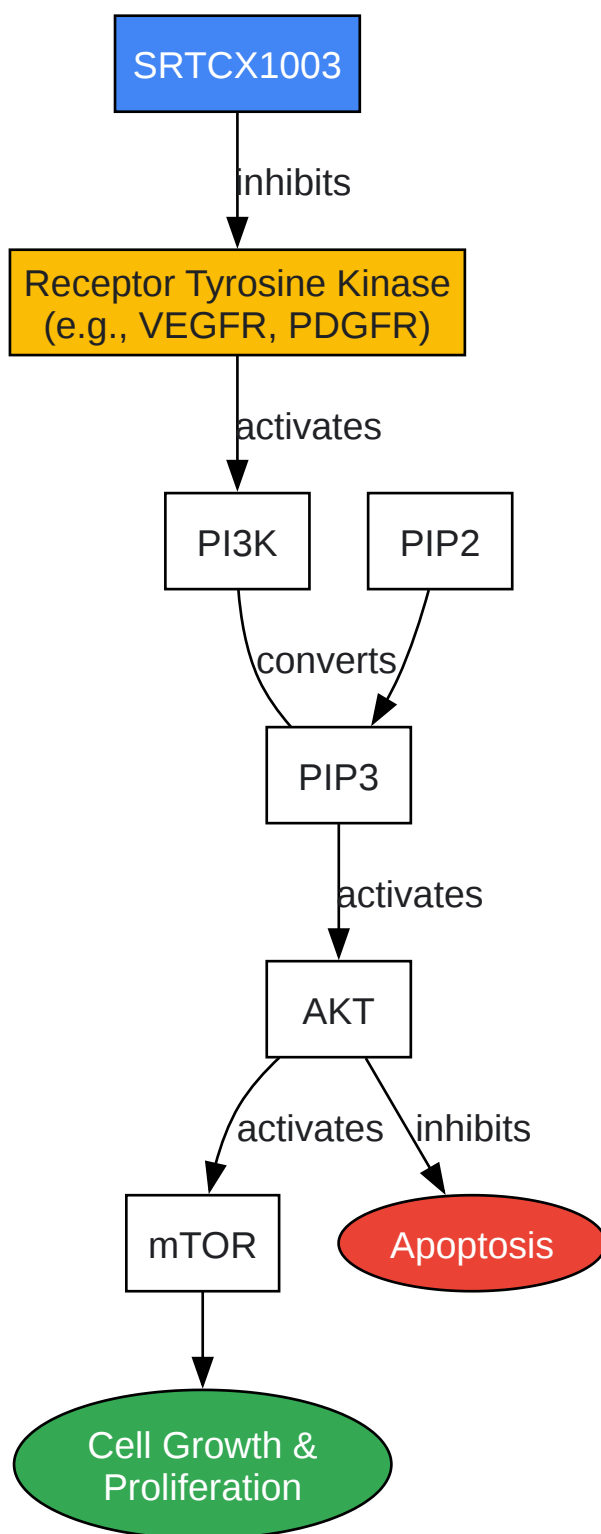 SRTCX1003
inhibits
Receptor Tyrosine Kinase
(e.g., VEGFR, PDGFR)
activates
PI3K
PIP2
converts
PIP3
activates
AKT
activates
inhibits
mTOR
Apoptosis
Cell Growth &
Proliferation